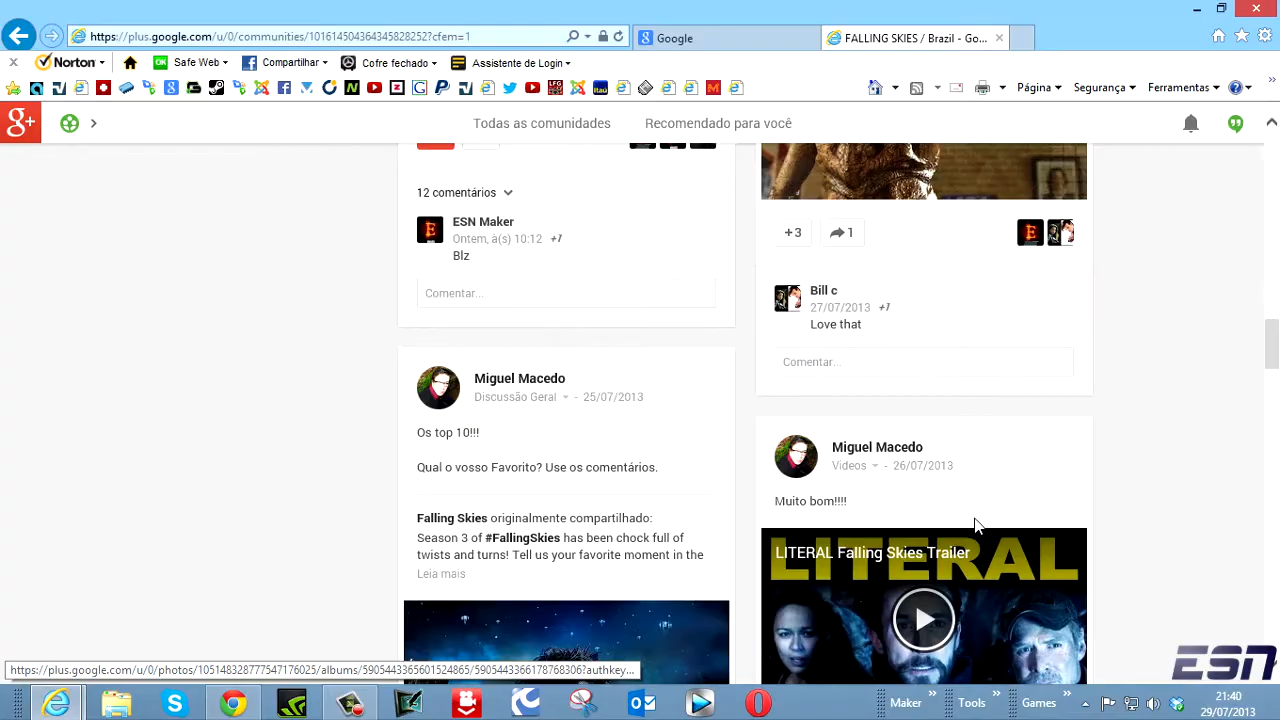 https://plus.google.com/u/0/communities/101614504364345828252?cfem=1
Google
FALLING SKIES / Brazil - Go...
x Norton
Safe Web
Compartilhar
Cofre fechado
Assistente de Login
Página
Segurança
Ferramentas
g+
Todas as comunidades
Recomendado para você
12 comentários
ESN Maker
Ontem, à(s) 10:12 +1
Blz
Comentar...
Miguel Macedo
Discussão Geral - 25/07/2013
Os top 10!!!
Qual o vosso Favorito? Use os comentários.
Falling Skies originalmente compartilhado:
Season 3 of #FallingSkies has been chock full of
twists and turns! Tell us your favorite moment in the
Leia mais
+3
1
Bill c
27/07/2013 +1
Love that
Comentar...
Miguel Macedo
Videos - 26/07/2013
Muito bom!!!!
LITERAL Falling Skies Trailer
LITERAL
https://plus.google.com/u/0/photos/105148328777547176025/albums/5905443365601524865/5905443366178768306?authkey...
ESN
Maker
Tools
Games
21:40
29/07/2013